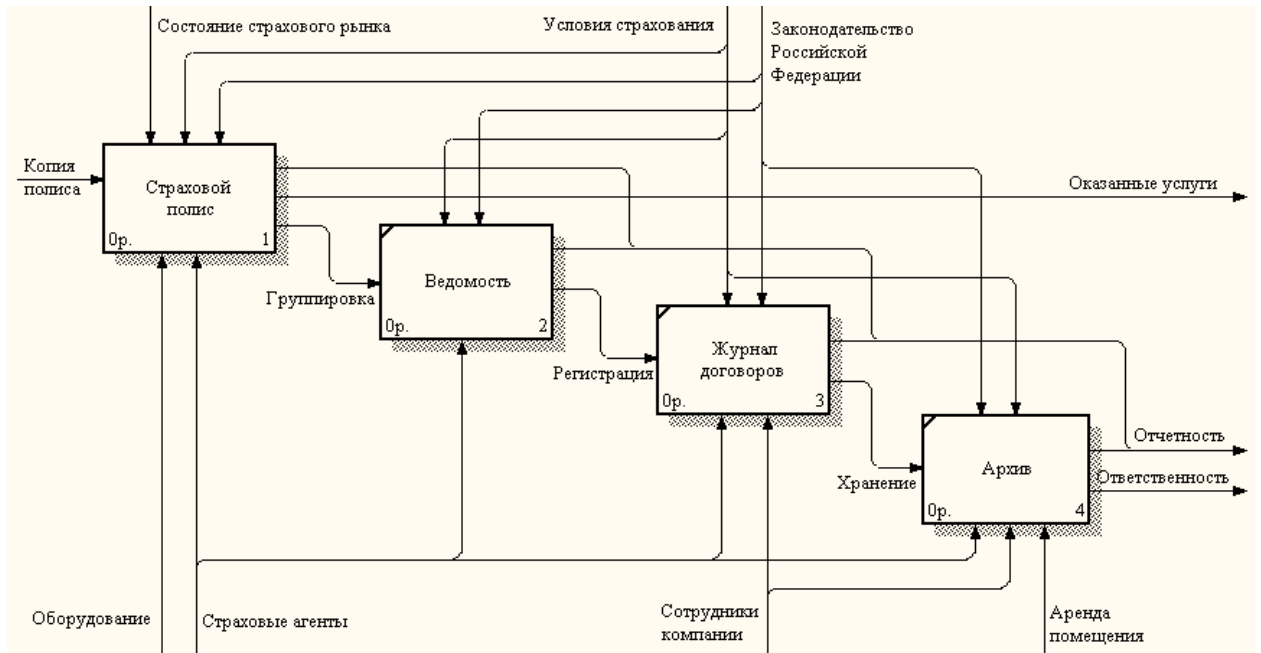 Состояние страхового рынка
Условия страхования
Законодательство
Российской
Федерации
Копия
полиса
Страховой
полис
0р.
1
Оказанные услуги
Группировка
Ведомость
0р.
2
Регистрация
Журнал
договоров
0р.
3
Хранение
Архив
0р.
4
Отчетность
Ответственность
Оборудование
Страховые агенты
Сотрудники
компании
Аренда
помещения